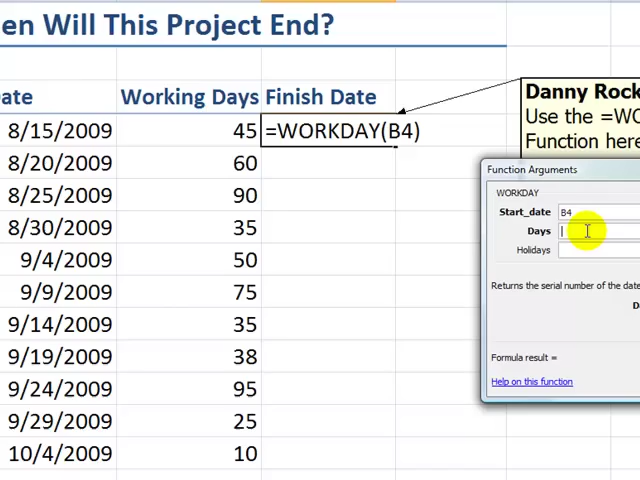 en Will This Project End?
ate Working Days Finish Date
8/15/2009 45 =WORKDAY(B4)
8/20/2009 60
8/25/2009 90
8/30/2009 35
9/4/2009 50
9/9/2009 75
9/14/2009 35
9/19/2009 38
9/24/2009 95
9/29/2009 25
10/4/2009 10
Danny Rock
Use the =WO
Function here
Function Arguments
WORKDAY
Start_date B4
Days
Holidays
Returns the serial number of the date
D
Formula result =
Help on this function